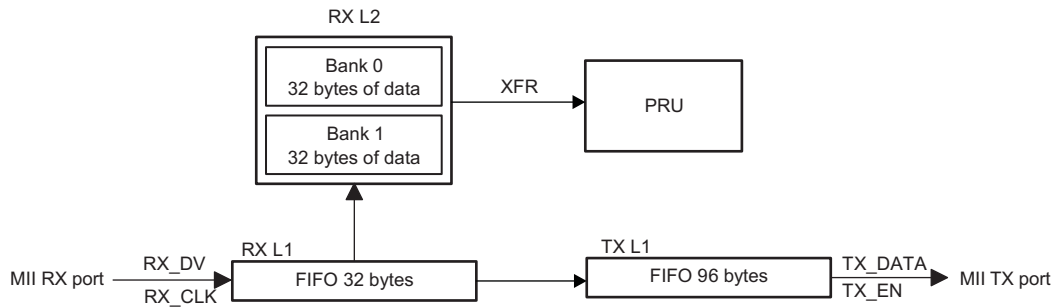 RX L2
Bank 0
32 bytes of data
XFR
PRU
Bank 1
32 bytes of data
RX L1
TX L1
MII RX port
RX_DV
RX_CLK
FIFO 32 bytes
FIFO 96 bytes
TX_DATA
TX_EN
MII TX port